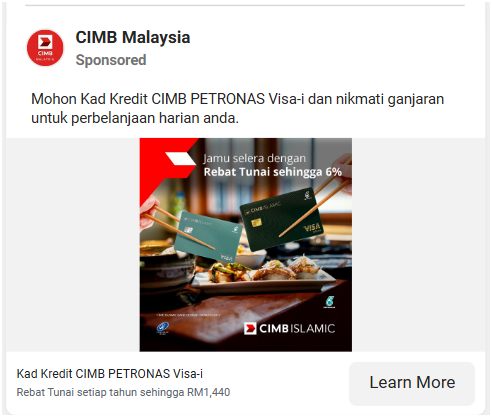 CIMB Malaysia
Sponsored
Mohon Kad Kredit CIMB PETRONAS Visa-i dan nikmati ganjaran
untuk perbelanjaan harian anda.
Jamu selera dengan
Rebat Tunai sehingga 6%
CIMB ISLAMIC
VISA
CIMB ISLAMIC
VISA
CIMB ISLAMIC
Kad Kredit CIMB PETRONAS Visa-i
Rebat Tunai setiap tahun sehingga RM1,440
Learn More